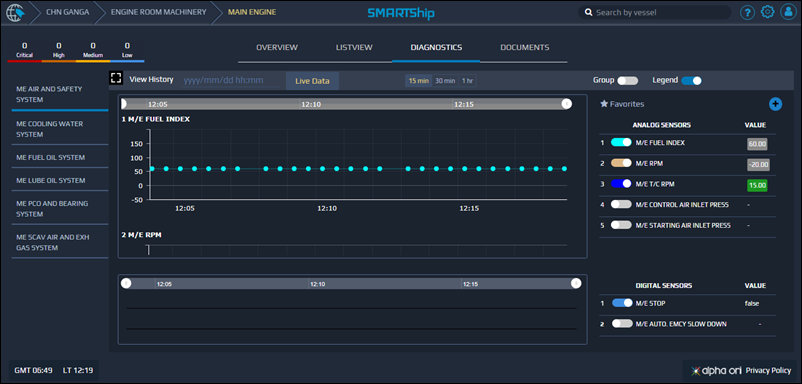 CHN GANGA
ENGINE ROOM MACHINERY
MAIN ENGINE
SMARTShip
Search by vessel
?
0 0 0 0
Critical High Medium Low
OVERVIEW LISTVIEW DIAGNOSTICS DOCUMENTS
ME AIR AND SAFETY
SYSTEM
ME COOLING WATER
SYSTEM
ME FUEL OIL SYSTEM
ME LUBE OIL SYSTEM
ME PCO AND BEARING
SYSTEM
ME SCAV AIR AND EXH
GAS SYSTEM
View History yyyy/mm/dd hh:mm Live Data 15 min 30 min 1 hr Group Legend
12:05 12:10 12:15
1 M/E FUEL INDEX
150
100
50
0
-50
12:05 12:10 12:15
2 M/E RPM
12:05 12:10 12:15
Favorites
ANALOG SENSORS VALUE
1 M/E FUEL INDEX 60.00
2 M/E RPM -20.00
3 M/E T/C RPM 15.00
4 M/E CONTROL AIR INLET PRESS -
5 M/E STARTING AIR INLET PRESS -
DIGITAL SENSORS VALUE
1 M/E STOP false
2 M/E AUTO. EMCY SLOW DOWN -
GMT 06:49 LT 12:19
alpha ori Privacy Policy